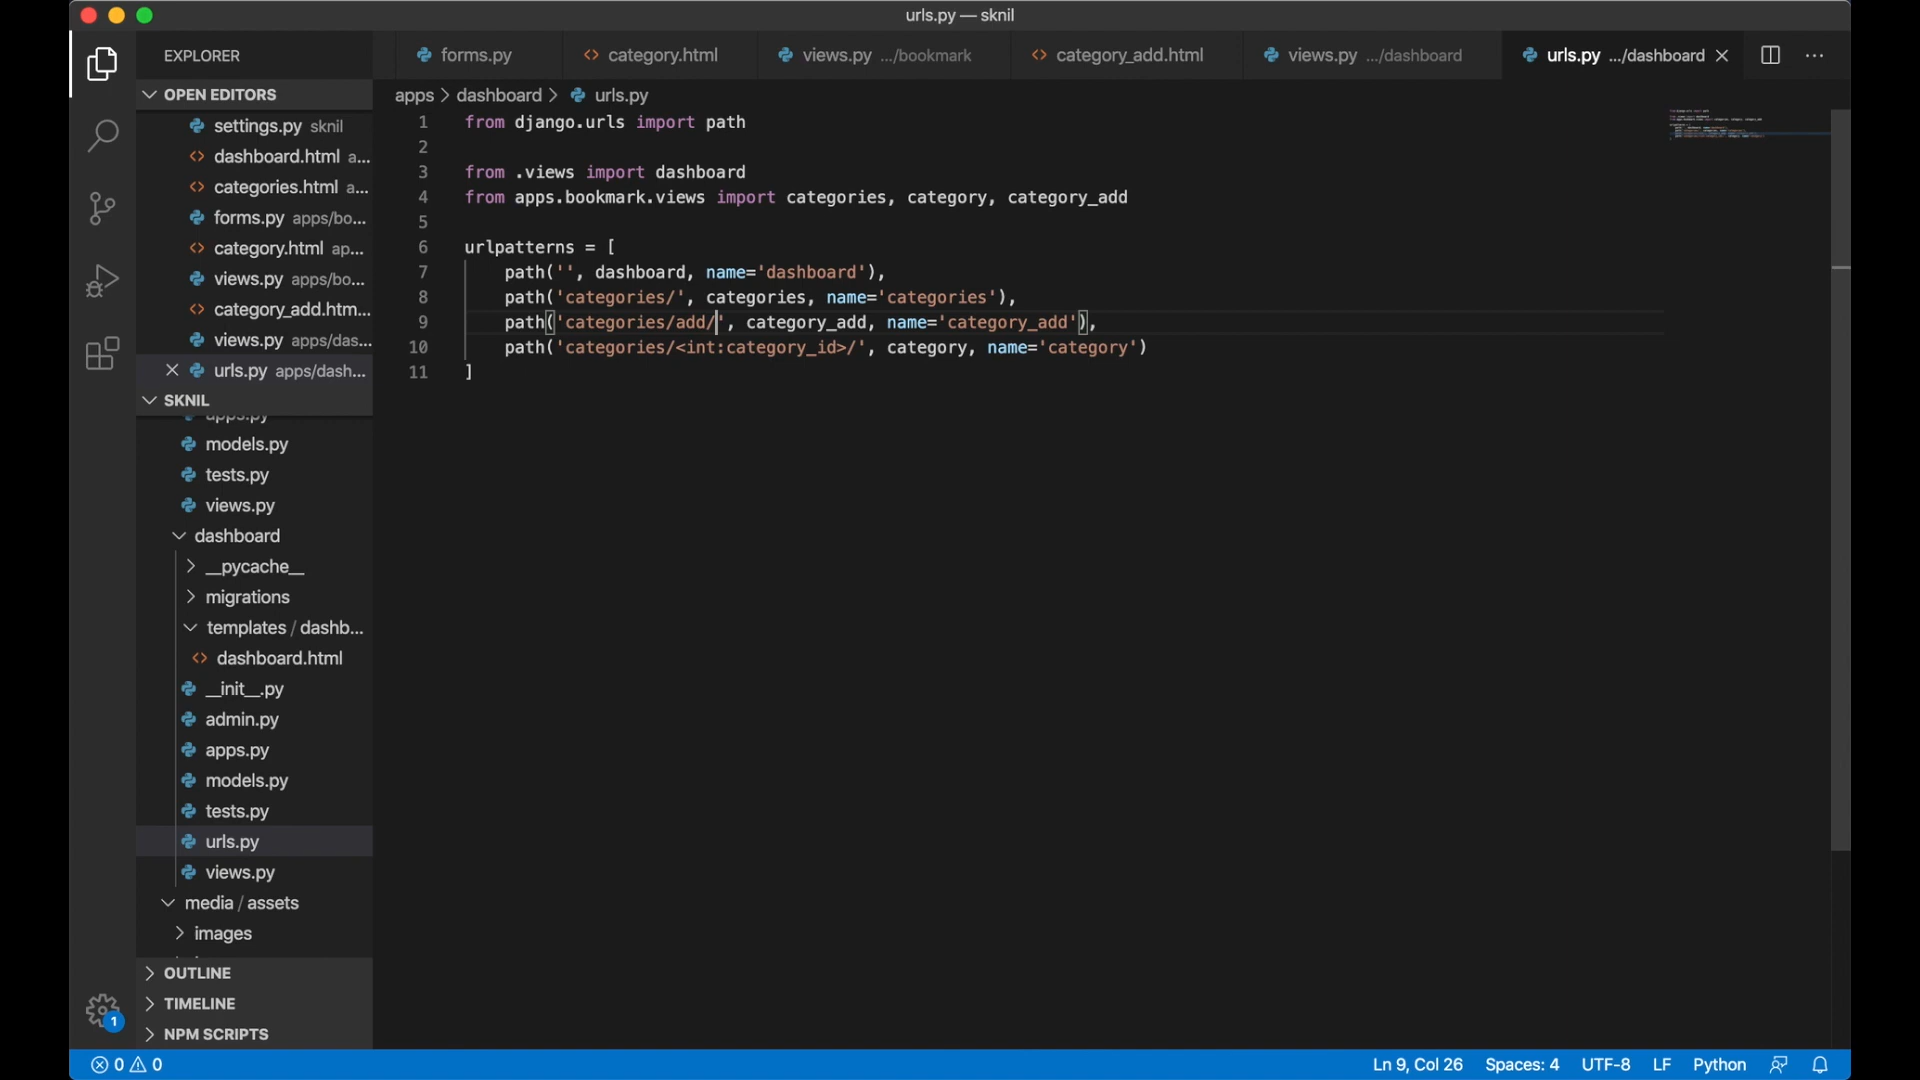 urls.py — sknil
EXPLORER
forms.py
category.html
views.py .../bookmark
category_add.html
views.py .../dashboard
urls.py .../dashboard
OPEN EDITORS
settings.py sknil
dashboard.html a...
categories.html a...
forms.py apps/bo...
category.html ap...
views.py apps/bo...
category_add.htm...
views.py apps/das...
urls.py apps/dash...
SKNIL
apps.py
models.py
tests.py
views.py
dashboard
__pycache__
migrations
templates / dashb...
dashboard.html
__init__.py
admin.py
apps.py
models.py
tests.py
urls.py
views.py
media / assets
images
OUTLINE
TIMELINE
NPM SCRIPTS
1
apps > dashboard > urls.py
1 from django.urls import path
2
3 from .views import dashboard
4 from apps.bookmark.views import categories, category, category_add
5
6 urlpatterns = [
7 path('', dashboard, name='dashboard'),
8 path('categories/', categories, name='categories'),
9 path('categories/add/', category_add, name='category_add'),
10 path('categories/<int:category_id>/', category, name='category')
11 ]
0 0
Ln 9, Col 26
Spaces: 4
UTF-8
LF
Python